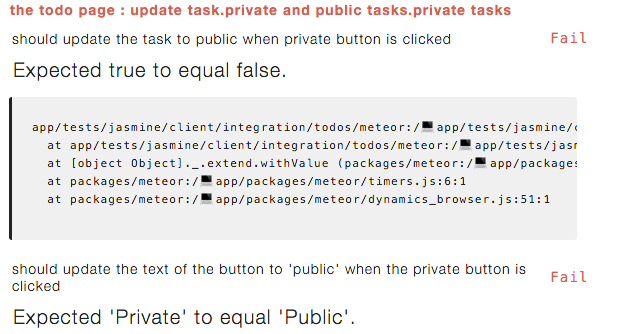 the todo page : update task.private and public tasks.private tasks
should update the task to public when private button is clicked Fail
Expected true to equal false.
app/tests/jasmine/client/integration/todos/meteor:/💻app/tests/jasmine/
at app/tests/jasmine/client/integration/todos/meteor:/💻app/tests/
at [object Object]._.extend.withValue (packages/meteor:/💻app/packages
at packages/meteor:/💻app/packages/meteor/timers.js:6:1
at packages/meteor:/💻app/packages/meteor/dynamics_browser.js:51:1
should update the text of the button to 'public' when the private button is
clicked Fail
Expected 'Private' to equal 'Public'.